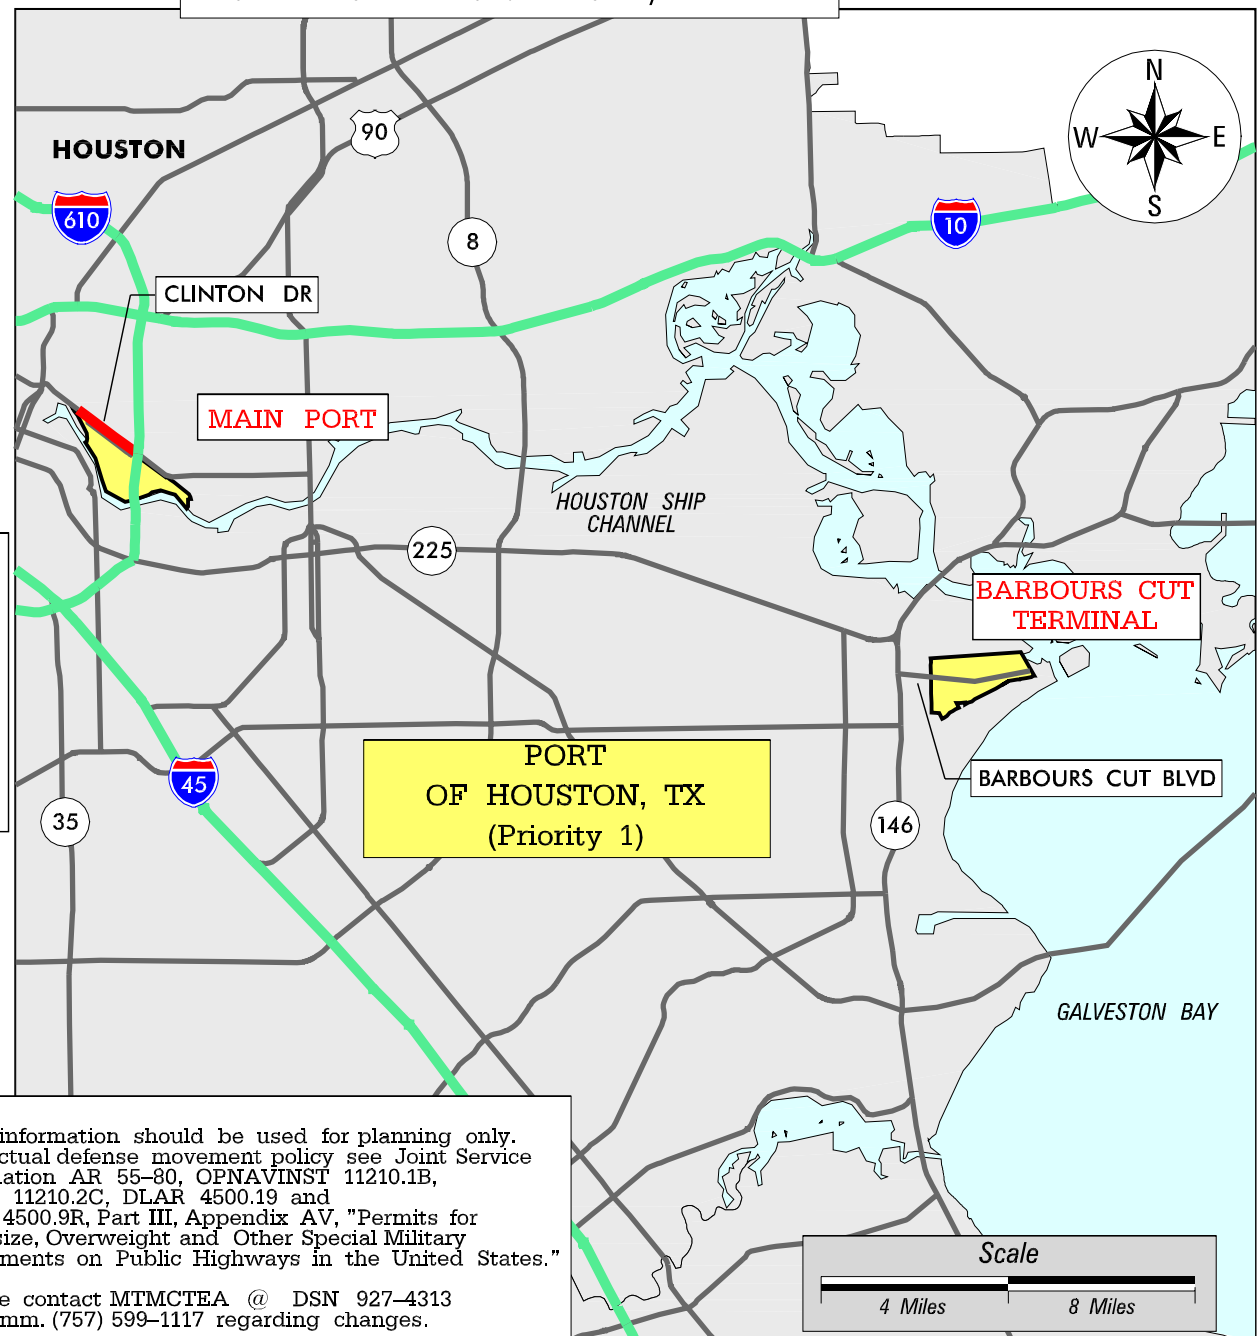 N
W E
S
HOUSTON
90
610
8
10
CLINTON DR
MAIN PORT
HOUSTON SHIP
CHANNEL
225
BARBOURS CUT
TERMINAL
PORT
OF HOUSTON, TX
(Priority 1)
45
35
146
BARBOURS CUT BLVD
GALVESTON BAY
information should be used for planning only.
ctual defense movement policy see Joint Service
lation AR 55–80, OPNAVINST 11210.1B,
11210.2C, DLAR 4500.19 and
4500.9R, Part III, Appendix AV, "Permits for
size, Overweight and Other Special Military
ments on Public Highways in the United States."
e contact MTMCTEA @ DSN 927–4313
mm. (757) 599–1117 regarding changes.
Scale
4 Miles 8 Miles